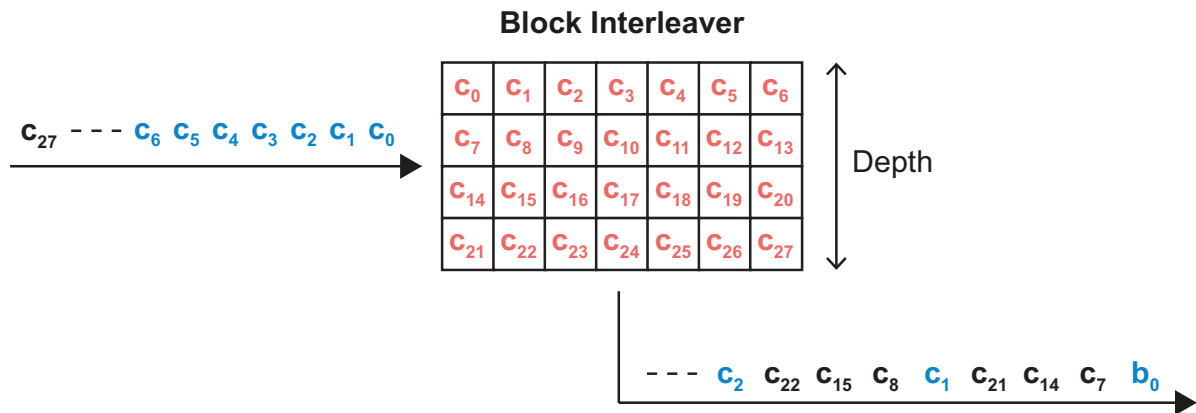 Block Interleaver
c₀ c₁ c₂ c₃ c₄ c₅ c₆
c₂₇ --- c₆ c₅ c₄ c₃ c₂ c₁ c₀
c₇ c₈ c₉ c₁₀ c₁₁ c₁₂ c₁₃
Depth
c₁₄ c₁₅ c₁₆ c₁₇ c₁₈ c₁₉ c₂₀
c₂₁ c₂₂ c₂₃ c₂₄ c₂₅ c₂₆ c₂₇
--- c₂ c₂₂ c₁₅ c₈ c₁ c₂₁ c₁₄ c₇ b₀